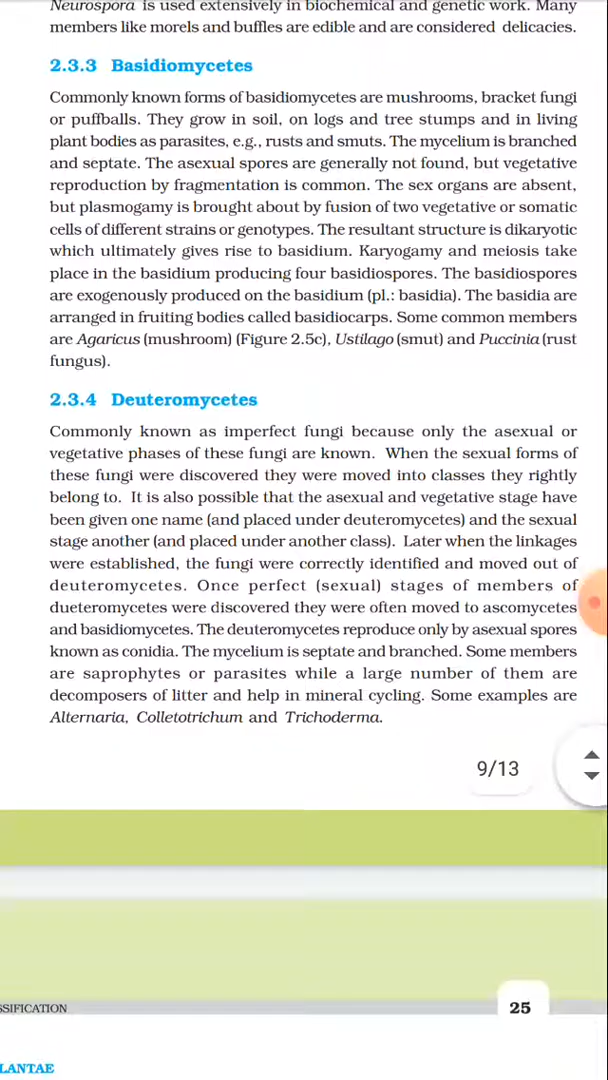 Neurospora is used extensively in biochemical and genetic work. Many
members like morels and buffles are edible and are considered delicacies.
2.3.3 Basidiomycetes
Commonly known forms of basidiomycetes are mushrooms, bracket fungi
or puffballs. They grow in soil, on logs and tree stumps and in living
plant bodies as parasites, e.g., rusts and smuts. The mycelium is branched
and septate. The asexual spores are generally not found, but vegetative
reproduction by fragmentation is common. The sex organs are absent,
but plasmogamy is brought about by fusion of two vegetative or somatic
cells of different strains or genotypes. The resultant structure is dikaryotic
which ultimately gives rise to basidium. Karyogamy and meiosis take
place in the basidium producing four basidiospores. The basidiospores
are exogenously produced on the basidium (pl.: basidia). The basidia are
arranged in fruiting bodies called basidiocarps. Some common members
are Agaricus (mushroom) (Figure 2.5c), Ustilago (smut) and Puccinia (rust
fungus).
2.3.4 Deuteromycetes
Commonly known as imperfect fungi because only the asexual or
vegetative phases of these fungi are known. When the sexual forms of
these fungi were discovered they were moved into classes they rightly
belong to. It is also possible that the asexual and vegetative stage have
been given one name (and placed under deuteromycetes) and the sexual
stage another (and placed under another class). Later when the linkages
were established, the fungi were correctly identified and moved out of
deuteromycetes. Once perfect (sexual) stages of members of
dueteromycetes were discovered they were often moved to ascomycetes
and basidiomycetes. The deuteromycetes reproduce only by asexual spores
known as conidia. The mycelium is septate and branched. Some members
are saprophytes or parasites while a large number of them are
decomposers of litter and help in mineral cycling. Some examples are
Alternaria, Colletotrichum and Trichoderma.
9/13
SSIFICATION
25
LANTAE